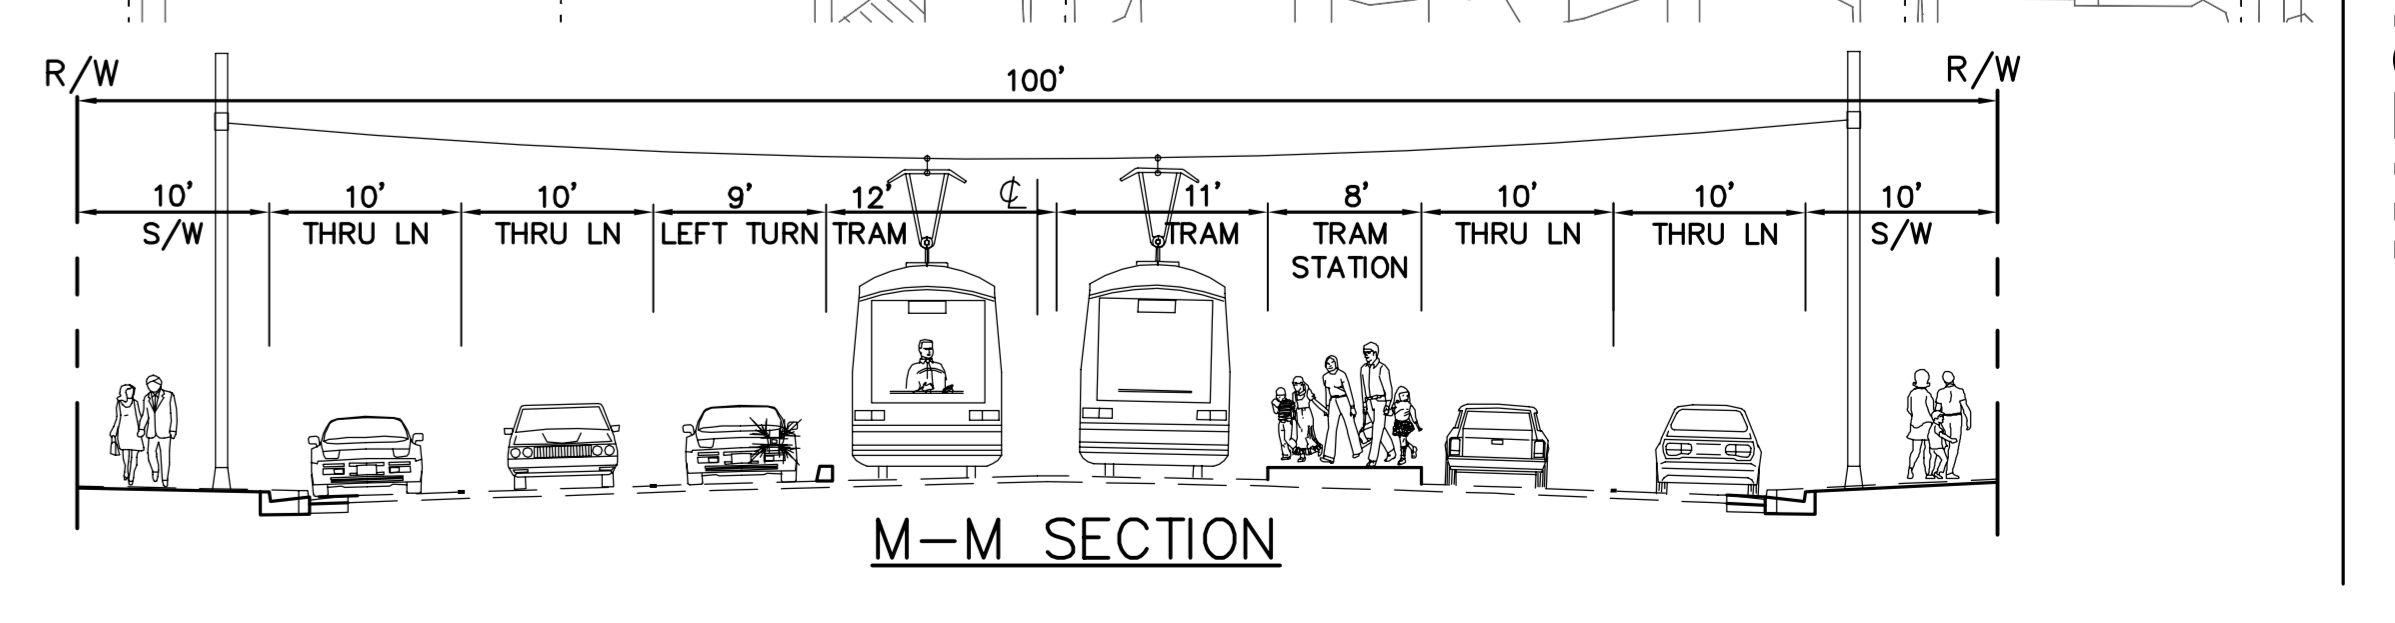 R/W 100' R/W
10' 10' 10' 9' 12' ℄ 11' 8' 10' 10' 10'
S/W THRU LN THRU LN LEFT TURN TRAM TRAM TRAM THRU LN THRU LN S/W
STATION
M-M SECTION